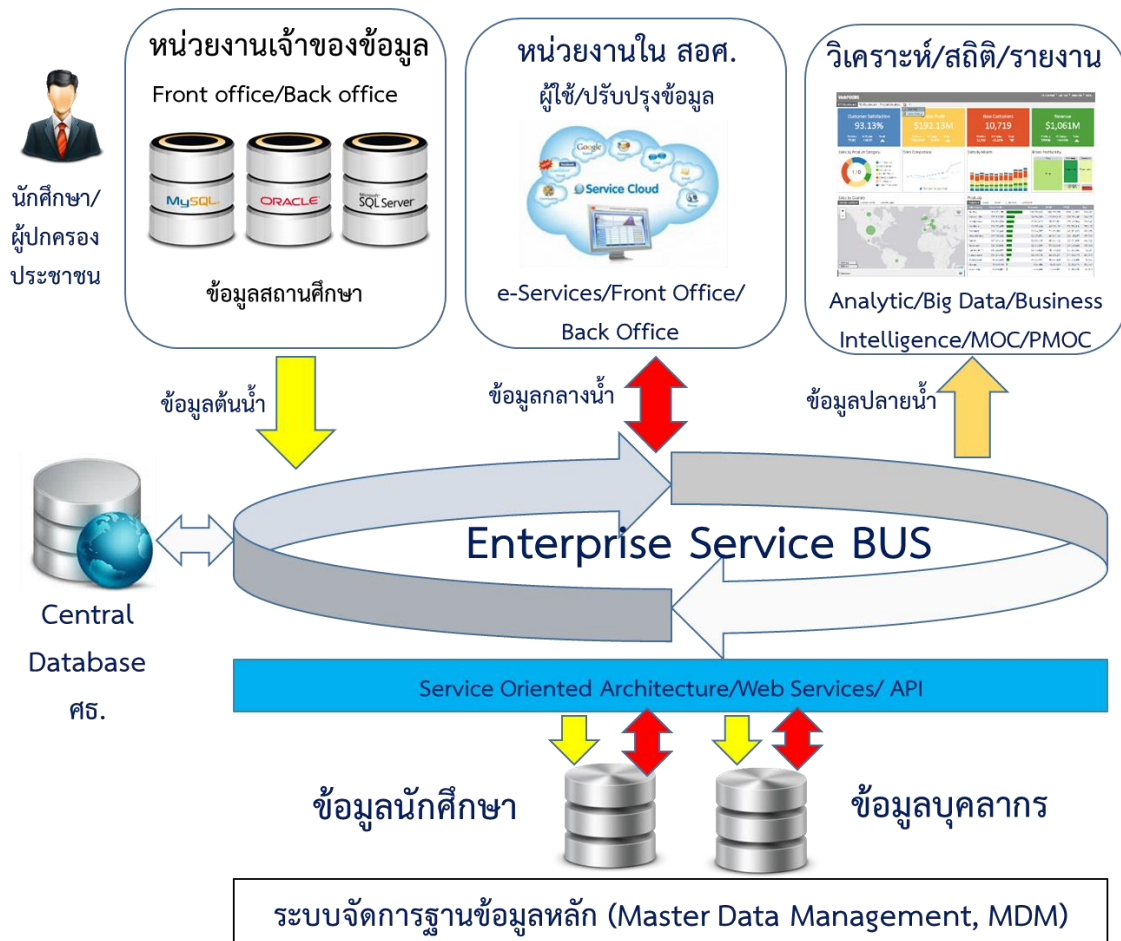 หน่วยงานเจ้าของข้อมูล
Front office/Back office
MySQL
ORACLE
Microsoft
SQL Server
ข้อมูลสถานศึกษา
นักศึกษา/
ผู้ปกครอง
ประชาชน
หน่วยงานใน สอศ.
ผู้ใช้/ปรับปรุงข้อมูล
Google
Service Cloud
e-Services/Front Office/
Back Office
วิเคราะห์/สถิติ/รายงาน
Customer Satisfaction
93.13%
$192.13M
New Customers
10,719
Revenue
$1,061M
Analytic/Big Data/Business
Intelligence/MOC/PMOC
ข้อมูลต้นน้ำ
ข้อมูลกลางน้ำ
ข้อมูลปลายน้ำ
Enterprise Service BUS
Central
Database
ศธ.
Service Oriented Architecture/Web Services/ API
ข้อมูลนักศึกษา
ข้อมูลบุคลากร
ระบบจัดการฐานข้อมูลหลัก (Master Data Management, MDM)